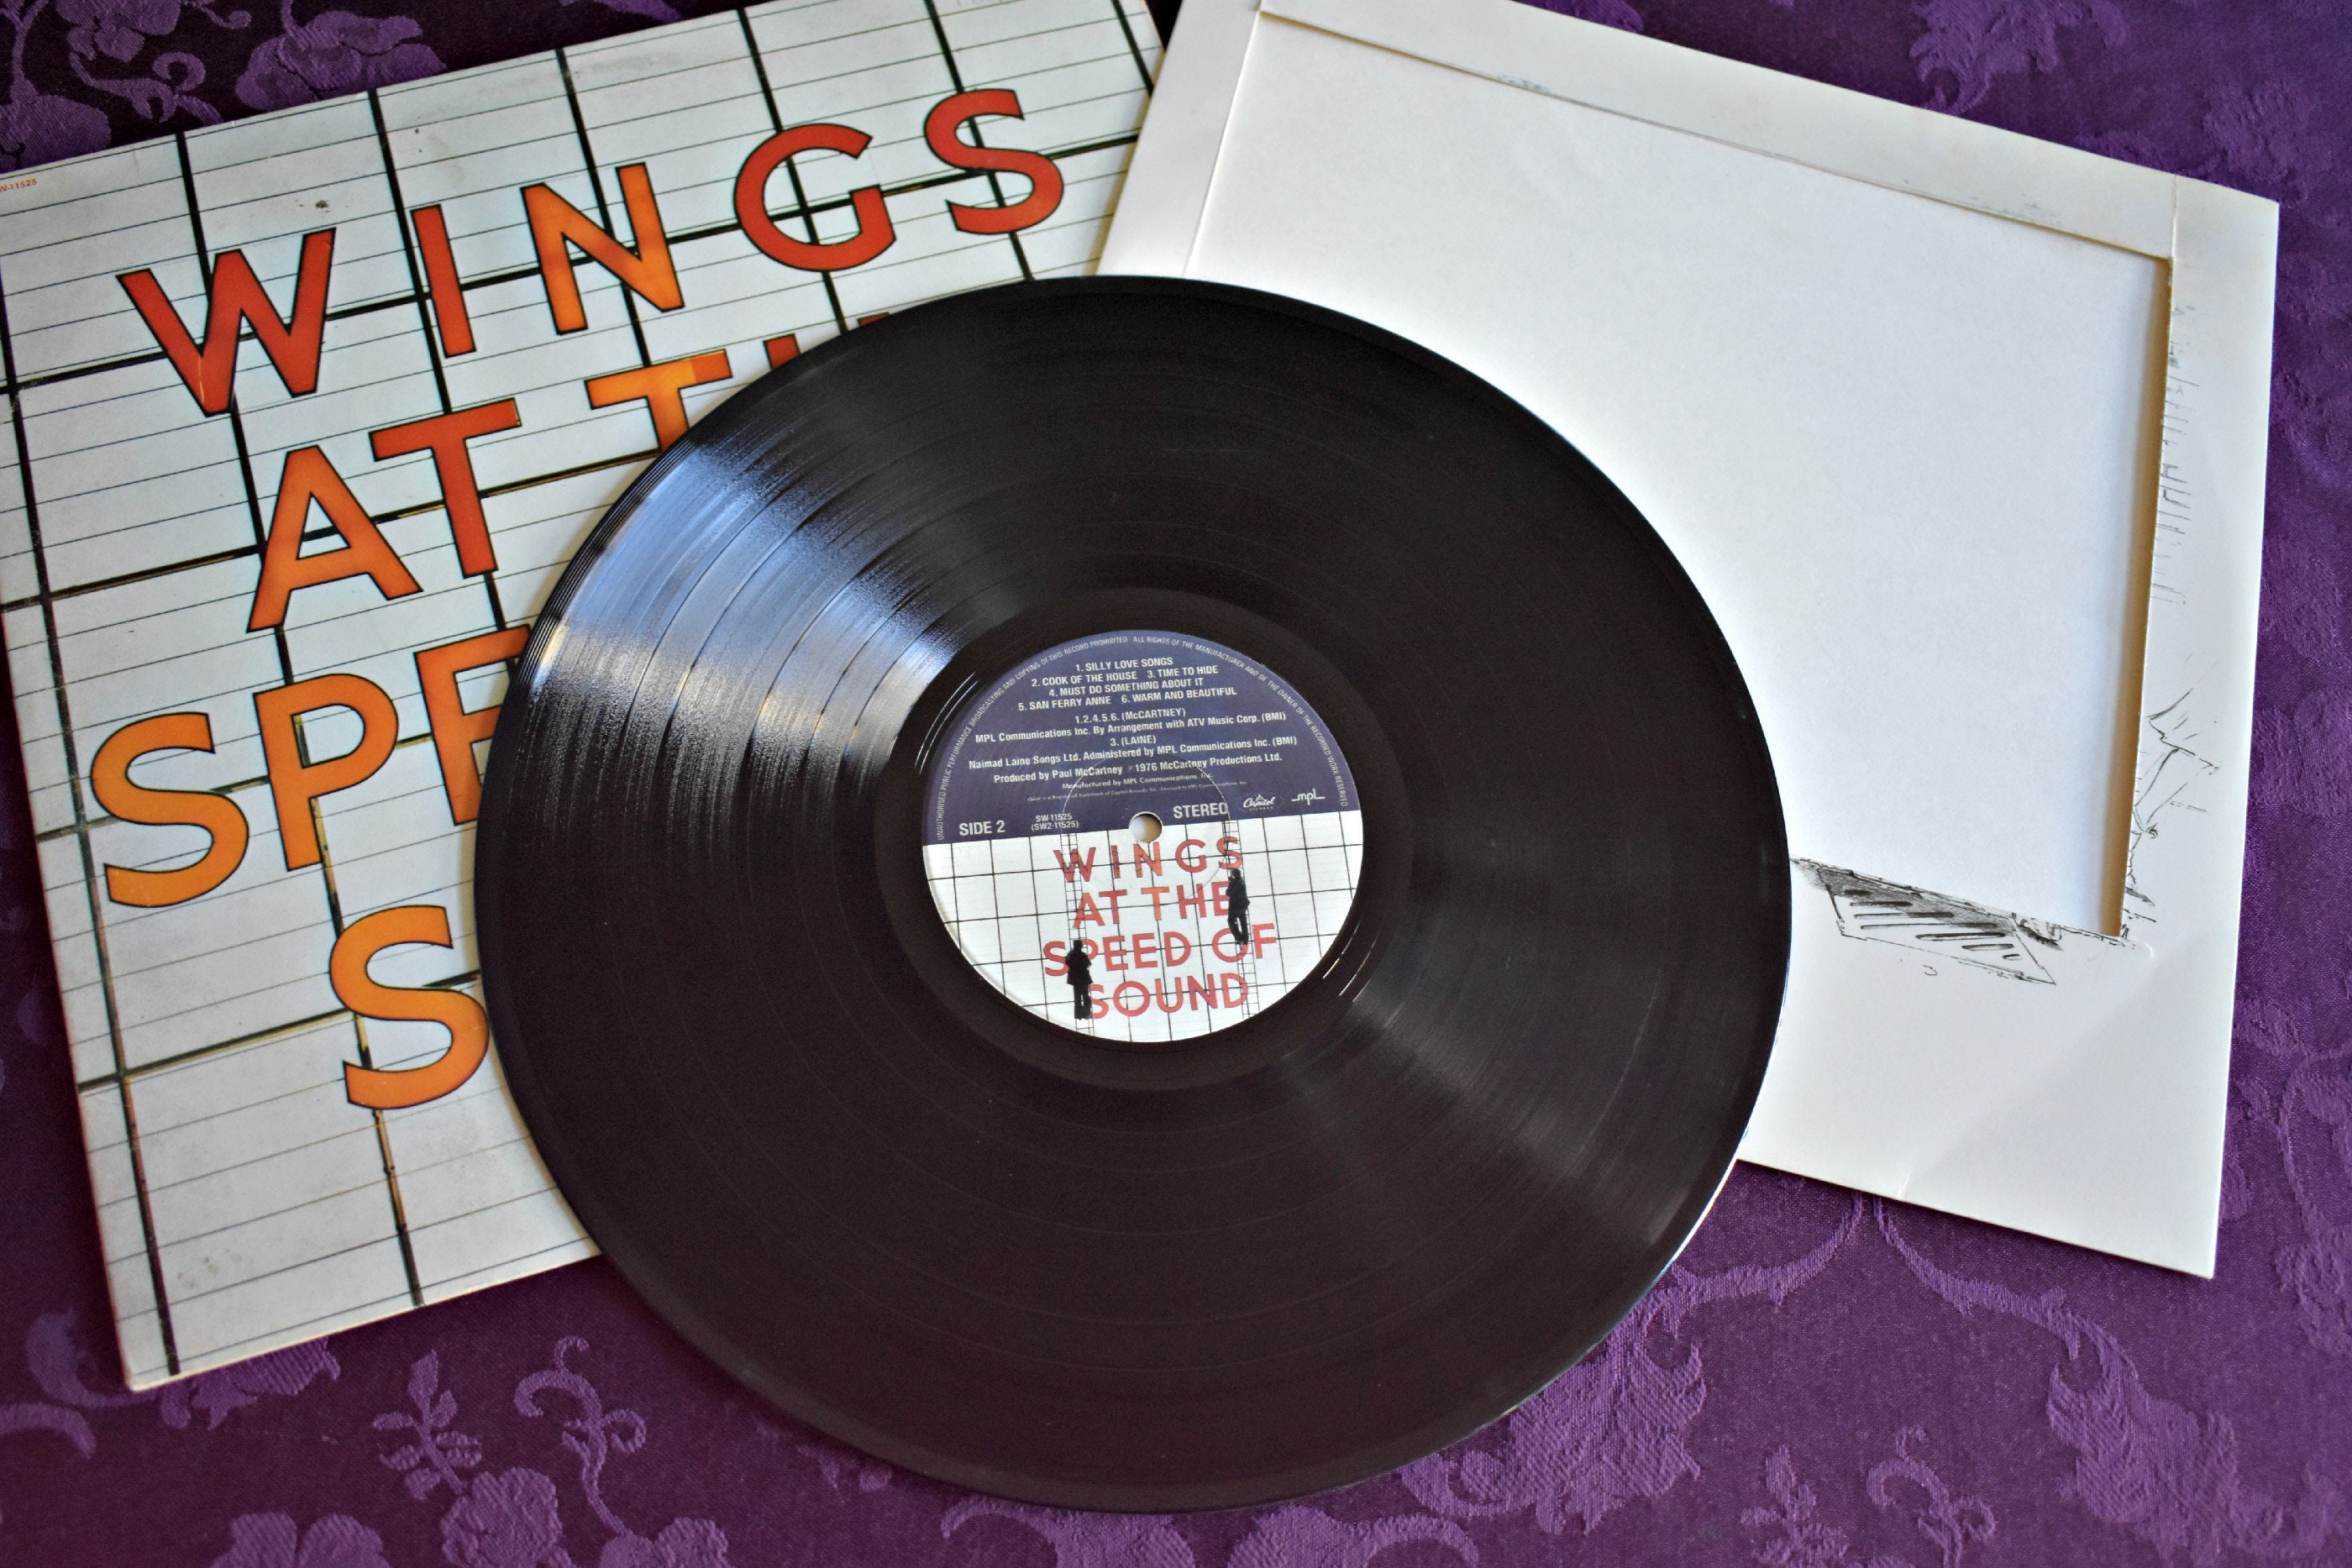 W-11525
WINGS
AT T
SPE
S
UNAUTHORISED PUBLIC PERFORMANCE BROADCASTING AND COPYING OF THIS RECORD PROHIBITED · ALL RIGHTS OF THE MANUFACTURER AND OF THE OWNER OF THE RECORDED WORK RESERVED
1. SILLY LOVE SONGS
2. COOK OF THE HOUSE 3. TIME TO HIDE
4. MUST DO SOMETHING ABOUT IT
5. SAN FERRY ANNE 6. WARM AND BEAUTIFUL
1.2.4.5.6. (McCARTNEY)
MPL Communications Inc. By Arrangement with ATV Music Corp. (BMI)
3. (LAINE)
Naimad Laine Songs Ltd. Administered by MPL Communications Inc. (BMI)
Produced by Paul McCartney ℗ 1976 McCartney Productions Ltd.
Manufactured by MPL Communications, Inc.
SIDE 2
SW-11525
(SW2-11525)
STEREO
Capitol
RECORDS
mpl
WINGS
AT THE
SPEED OF
SOUND